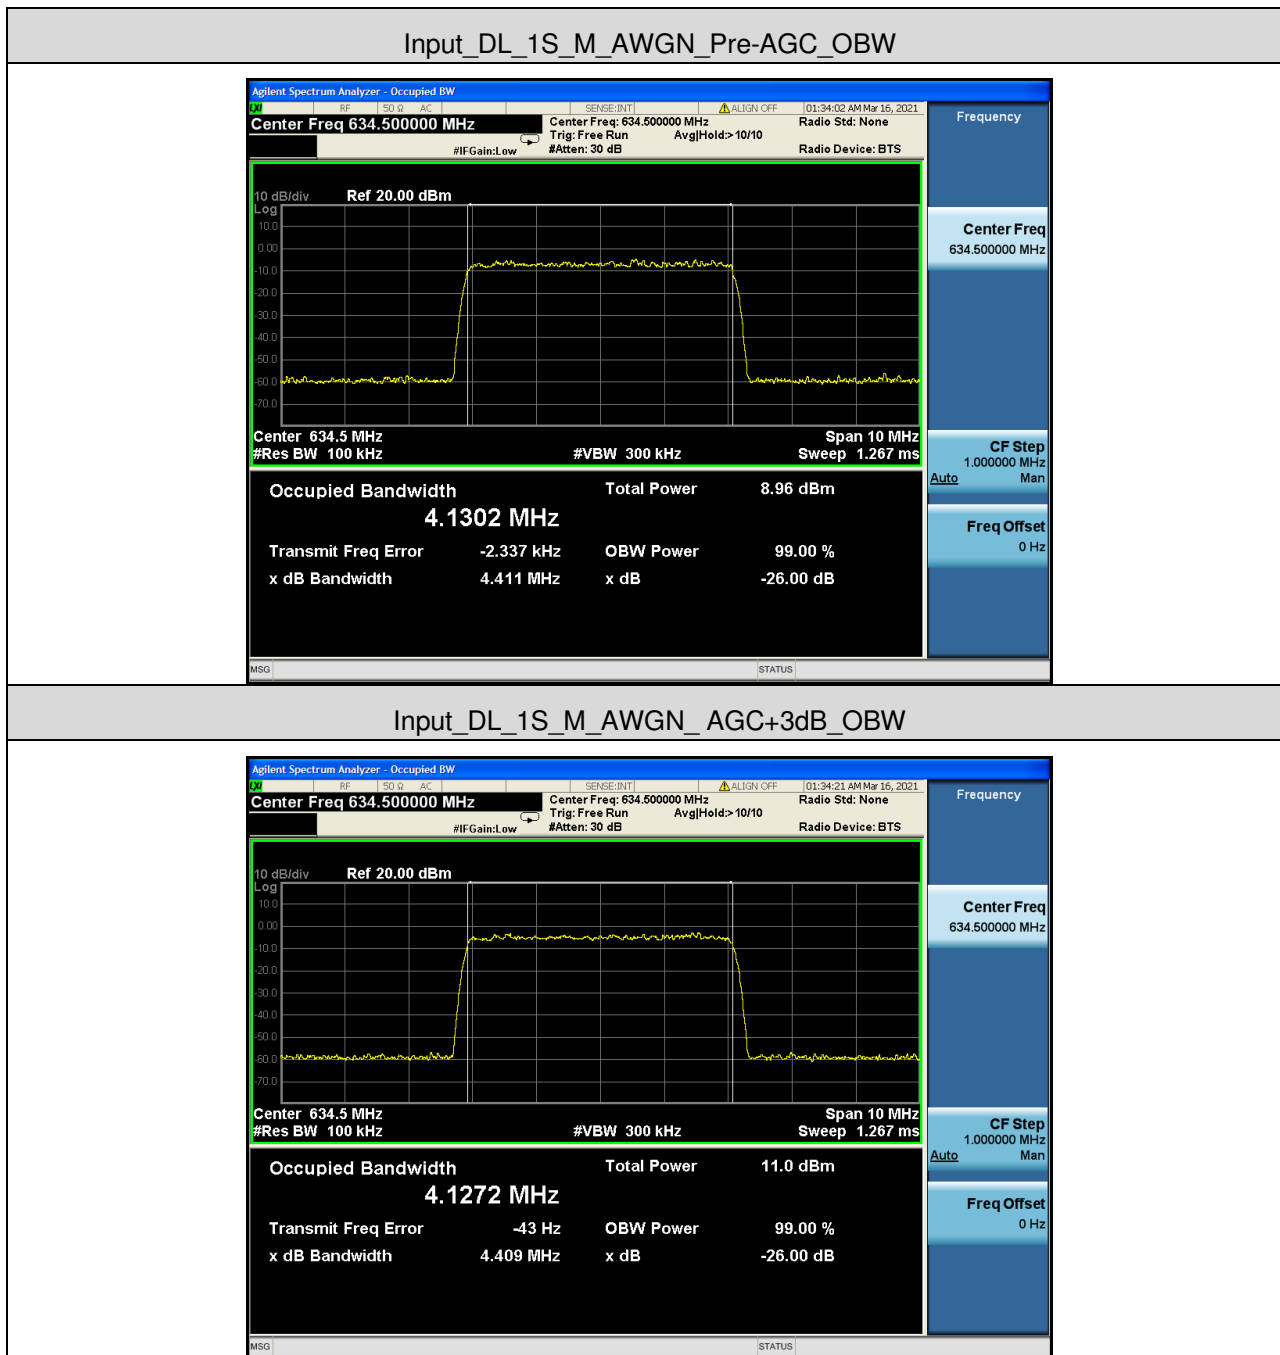 Input_DL_1S_M_AWGN_Pre-AGC_OBW
Agilent Spectrum Analyzer - Occupied BW
LXI RF 50 Ω AC SENSE:INT ALIGN OFF 01:34:02 AM Mar 16, 2021
Center Freq 634.500000 MHz
Center Freq: 634.500000 MHz
Radio Std: None
Trig: Free Run Avg|Hold:> 10/10
#IFGain:Low
#Atten: 30 dB
Radio Device: BTS
Frequency
10 dB/div Ref 20.00 dBm
Log
10.0
0.00
-10.0
-20.0
-30.0
-40.0
-50.0
-60.0
-70.0
Center 634.5 MHz Span 10 MHz
#Res BW 100 kHz #VBW 300 kHz Sweep 1.267 ms
Center Freq
634.500000 MHz
CF Step
1.000000 MHz
Auto Man
Freq Offset
0 Hz
Occupied Bandwidth Total Power 8.96 dBm
4.1302 MHz
Transmit Freq Error -2.337 kHz OBW Power 99.00 %
x dB Bandwidth 4.411 MHz x dB -26.00 dB
MSG STATUS
Input_DL_1S_M_AWGN_ AGC+3dB_OBW
Agilent Spectrum Analyzer - Occupied BW
LXI RF 50 Ω AC SENSE:INT ALIGN OFF 01:34:21 AM Mar 16, 2021
Center Freq 634.500000 MHz
Center Freq: 634.500000 MHz
Radio Std: None
Trig: Free Run Avg|Hold:> 10/10
#IFGain:Low
#Atten: 30 dB
Radio Device: BTS
Frequency
10 dB/div Ref 20.00 dBm
Log
10.0
0.00
-10.0
-20.0
-30.0
-40.0
-50.0
-60.0
-70.0
Center 634.5 MHz Span 10 MHz
#Res BW 100 kHz #VBW 300 kHz Sweep 1.267 ms
Center Freq
634.500000 MHz
CF Step
1.000000 MHz
Auto Man
Freq Offset
0 Hz
Occupied Bandwidth Total Power 11.0 dBm
4.1272 MHz
Transmit Freq Error -43 Hz OBW Power 99.00 %
x dB Bandwidth 4.409 MHz x dB -26.00 dB
MSG STATUS